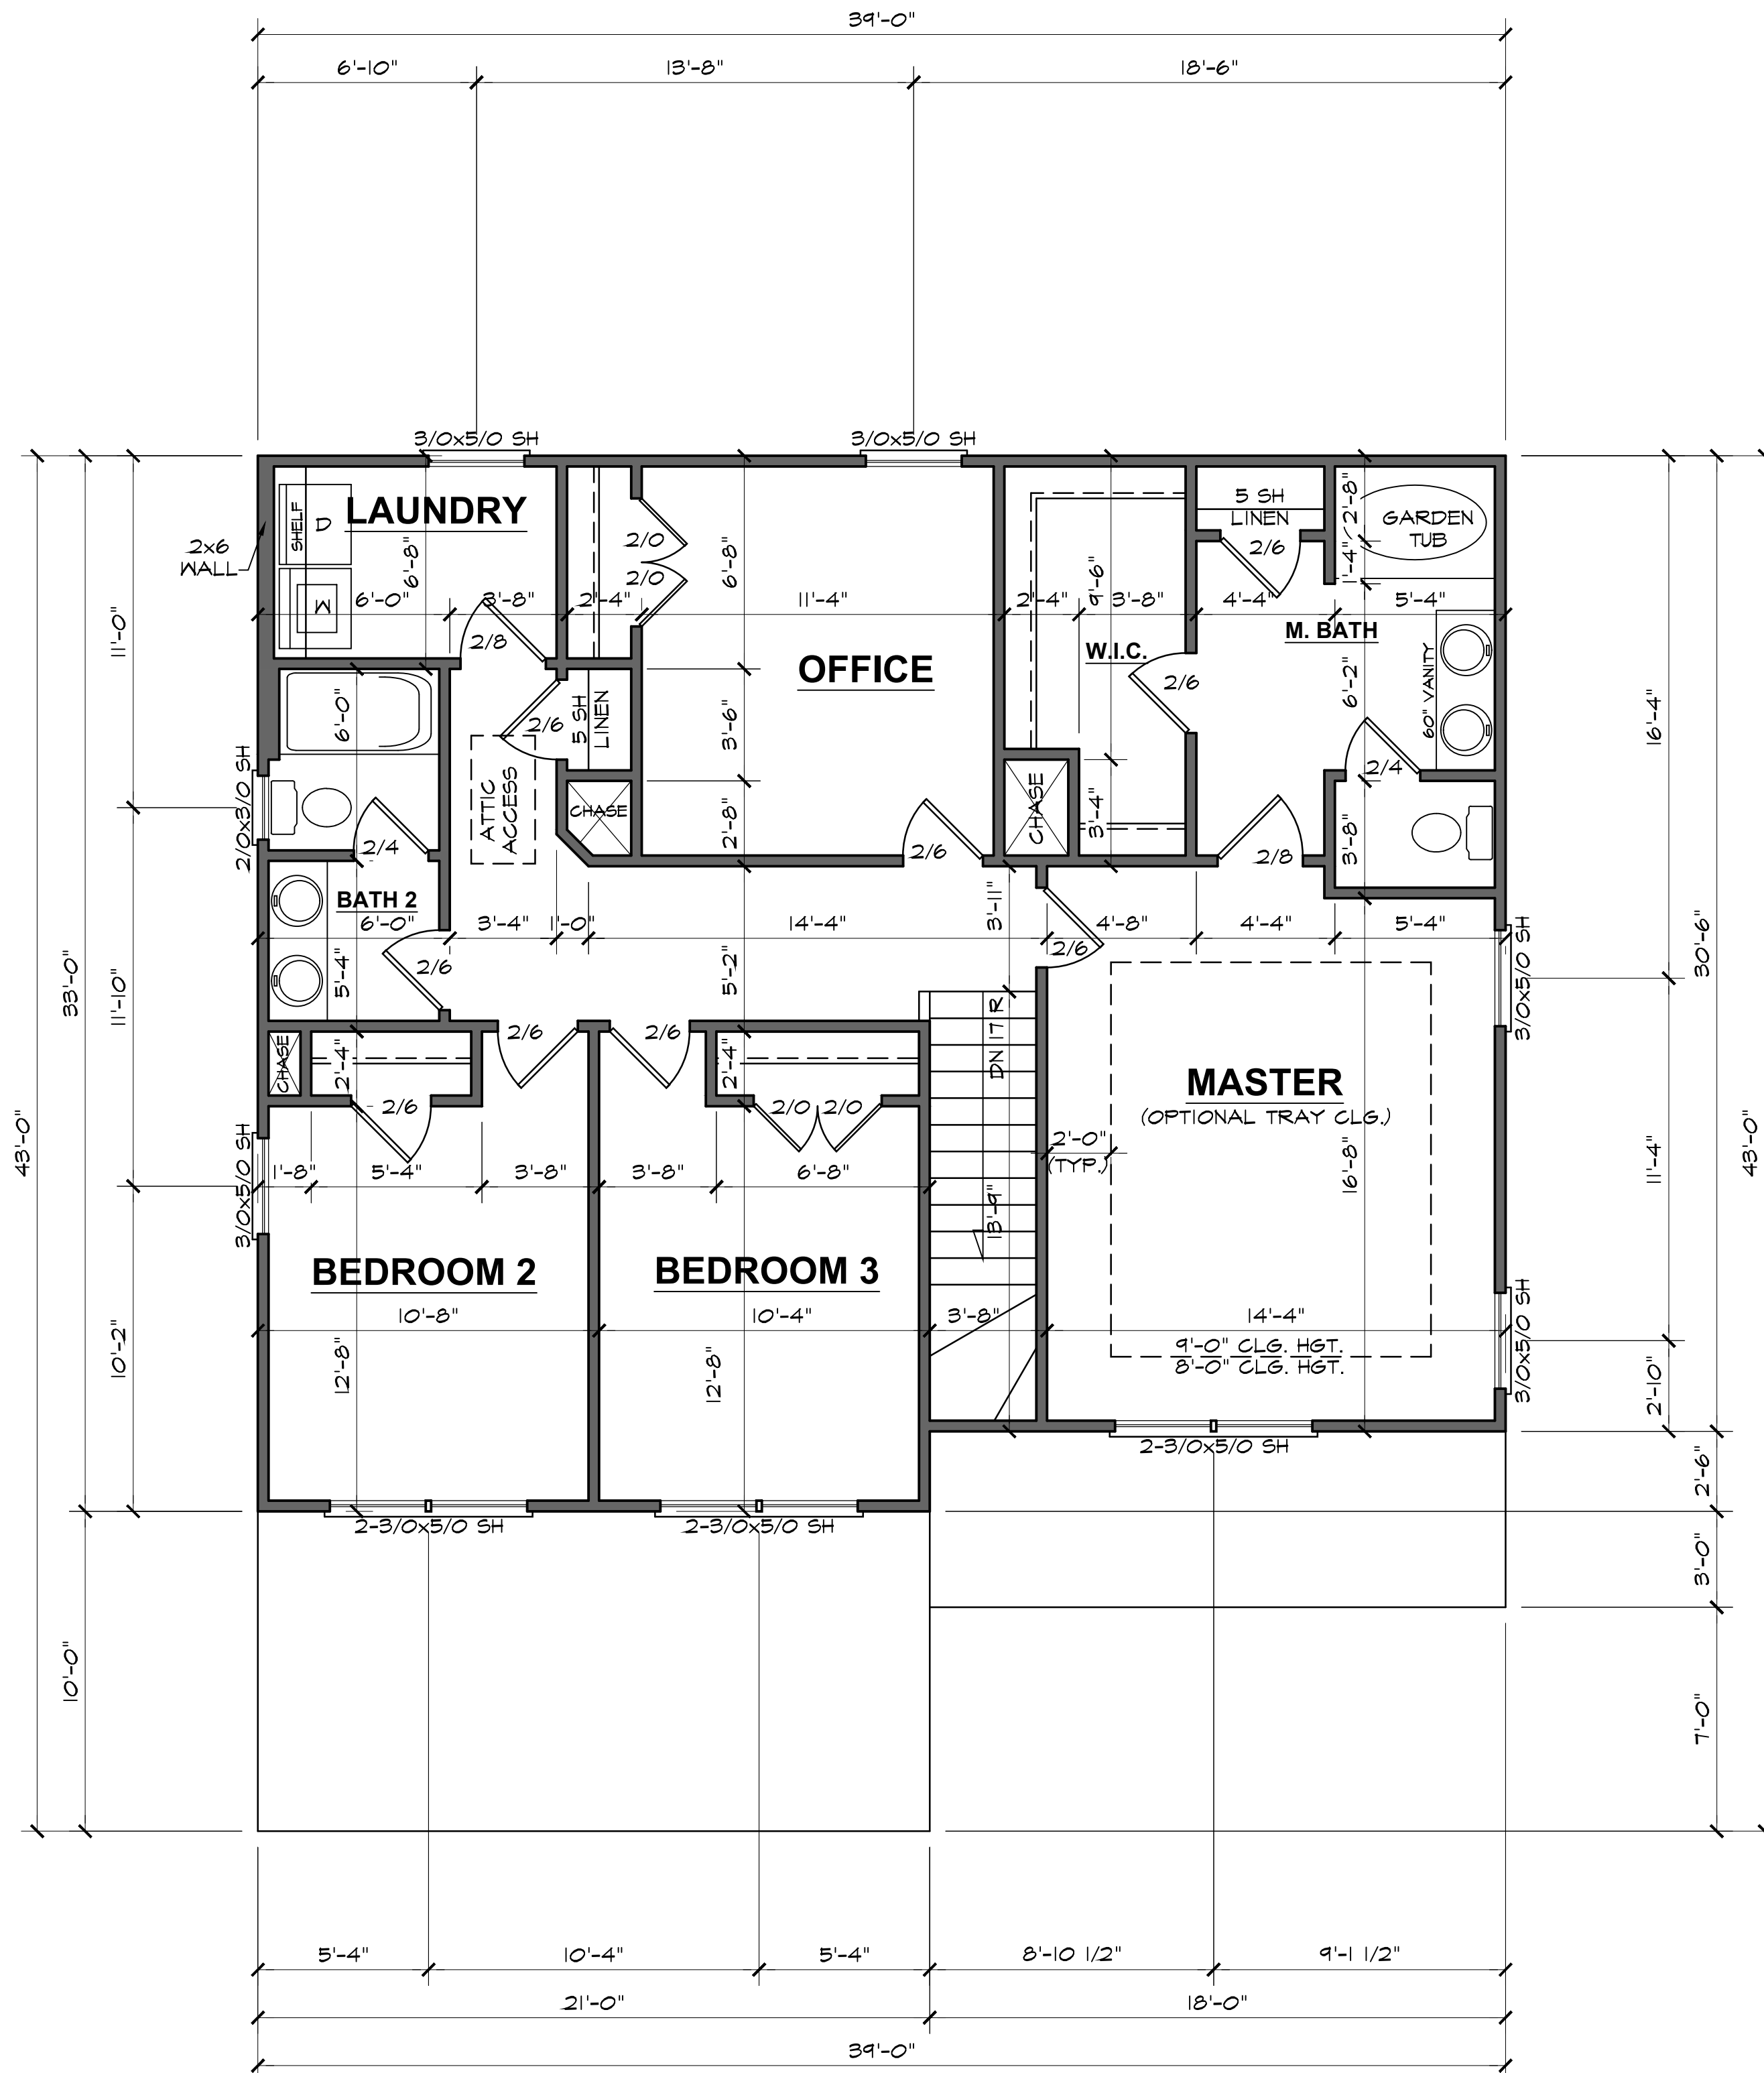 39'-0"
6'-10"
13'-8"
18'-6"
3/0x5/0 SH
3/0x5/0 SH
SHELF
D
LAUNDRY
2x6
WALL
6'-8"
W
6'-0"
3'-8"
2'-4"
2/0
2/0
6'-8"
11'-4"
5 SH
LINEN
2/6
2'-8"
1'-4"
GARDEN
TUB
2'-4"
9'-6"
3'-8"
4'-4"
5'-4"
M. BATH
W.I.C.
OFFICE
2/8
11'-0"
6'-0"
2/6
5 SH
LINEN
3'-6"
2/6
6'-2"
60" VANITY
16'-4"
2/4
2/0x3/0 SH
ATTIC
ACCESS
CHASE
2'-8"
CHASE
3'-4"
3'-8"
2/4
2/6
2/8
BATH 2
6'-0"
3'-4"
1'-0"
14'-4"
3'-11"
4'-8"
4'-4"
5'-4"
2/6
5'-4"
2/6
5'-2"
3/0x5/0 SH
30'-6"
33'-0"
11'-10"
CHASE
2'-4"
2/6
2/6
2/6
2'-4"
2/0
2/0
DN 17 R
MASTER
(OPTIONAL TRAY CLG.)
2'-0"
(TYP.)
16'-8"
11'-4"
43'-0"
43'-0"
3/0x5/0 SH
1'-8"
5'-4"
3'-8"
3'-8"
6'-8"
13'-9"
BEDROOM 2
BEDROOM 3
10'-8"
10'-4"
3'-8"
14'-4"
9'-0" CLG. HGT.
8'-0" CLG. HGT.
3/0x5/0 SH
10'-2"
12'-8"
12'-8"
2'-10"
2-3/0x5/0 SH
2'-6"
2-3/0x5/0 SH
2-3/0x5/0 SH
3'-0"
10'-0"
7'-0"
5'-4"
10'-4"
5'-4"
8'-10 1/2"
9'-1 1/2"
21'-0"
18'-0"
39'-0"